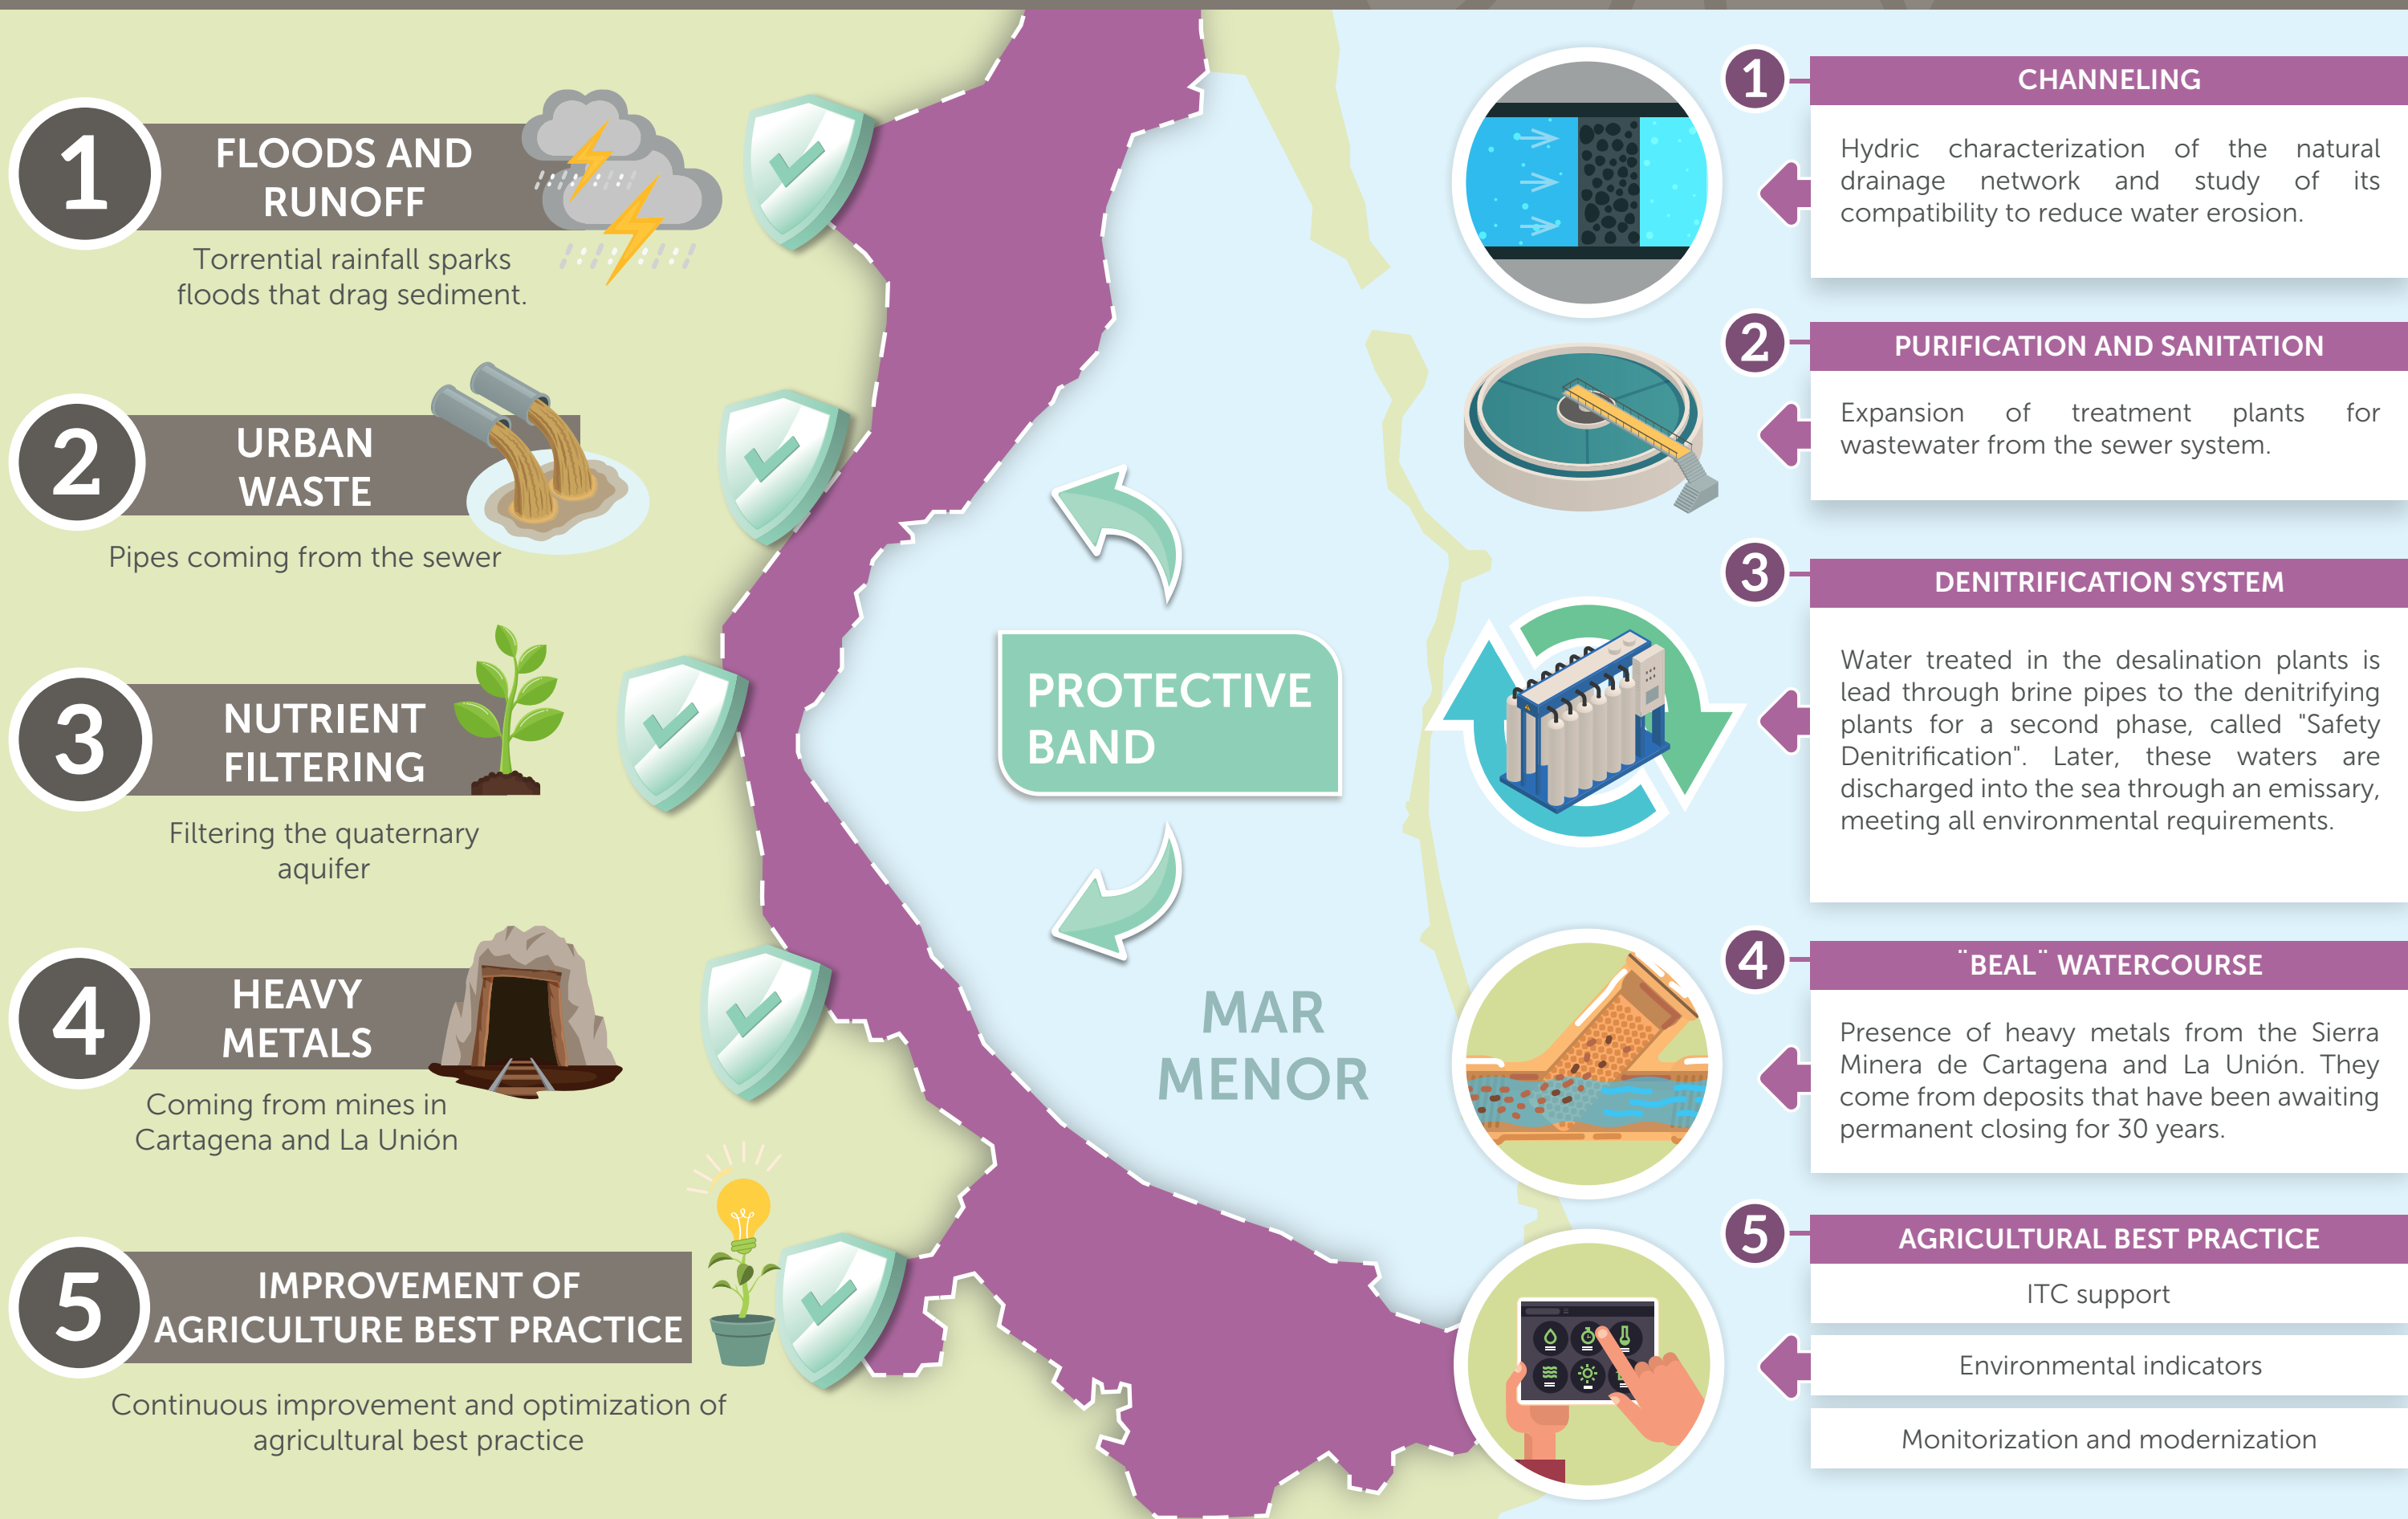 1
FLOODS AND
RUNOFF
Torrential rainfall sparks
floods that drag sediment.
2
URBAN
WASTE
Pipes coming from the sewer
3
NUTRIENT
FILTERING
Filtering the quaternary
aquifer
4
HEAVY
METALS
Coming from mines in
Cartagena and La Unión
5
IMPROVEMENT OF
AGRICULTURE BEST PRACTICE
Continuous improvement and optimization of
agricultural best practice
PROTECTIVE
BAND
MAR
MENOR
1
CHANNELING
Hydric characterization of the natural
drainage network and study of its
compatibility to reduce water erosion.
2
PURIFICATION AND SANITATION
Expansion of treatment plants for
wastewater from the sewer system.
3
DENITRIFICATION SYSTEM
Water treated in the desalination plants is
lead through brine pipes to the denitrifying
plants for a second phase, called "Safety
Denitrification". Later, these waters are
discharged into the sea through an emissary,
meeting all environmental requirements.
4
¨BEAL¨ WATERCOURSE
Presence of heavy metals from the Sierra
Minera de Cartagena and La Unión. They
come from deposits that have been awaiting
permanent closing for 30 years.
5
AGRICULTURAL BEST PRACTICE
ITC support
Environmental indicators
Monitorization and modernization